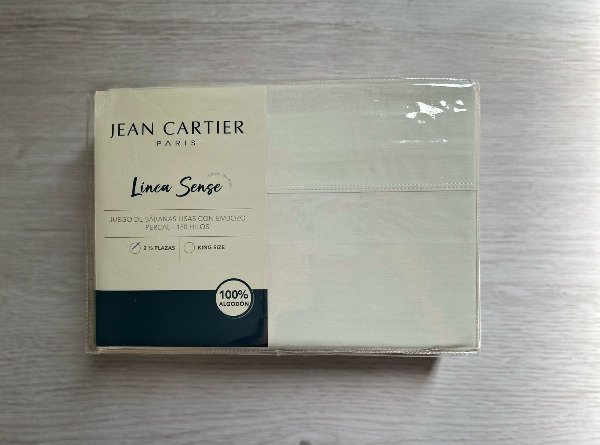 JEAN CARTIER
PARIS
Línea Sense
JUEGO DE SÁBANAS LISAS CON EMBOZO
PERCAL - 180 HILOS
2 ½ PLAZAS
KING SIZE
100%
ALGODÓN